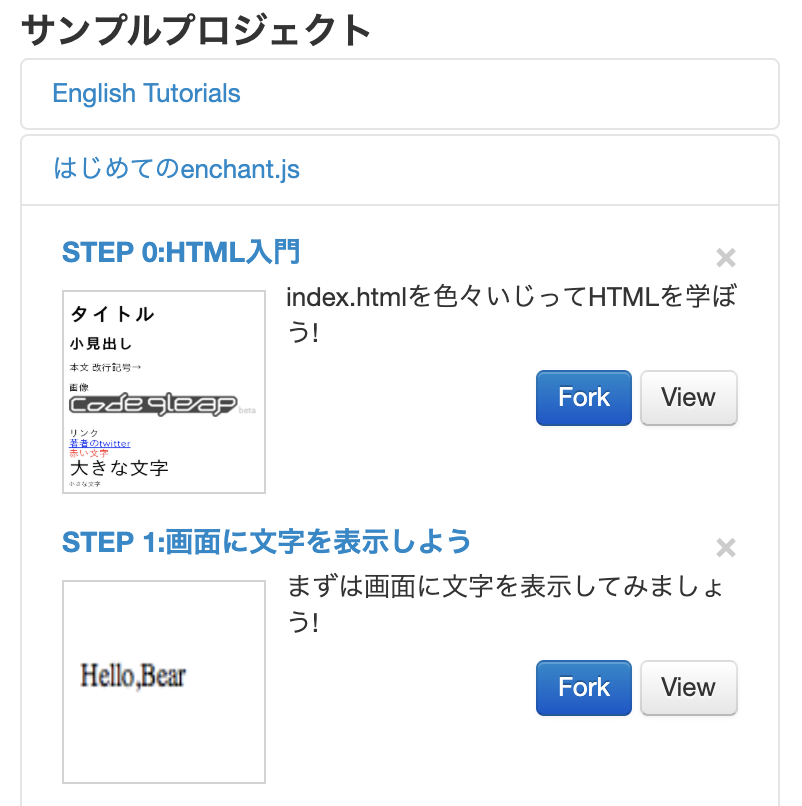 サンプルプロジェクト
English Tutorials
はじめてのenchant.js
STEP 0:HTML入門
×
タイトル
小見出し
本文 改行記号→
画像
codegleap beta
リンク
著者のtwitter
赤い文字
大きな文字
小さな文字
index.htmlを色々いじってHTMLを学ぼ
う!
Fork View
STEP 1:画面に文字を表示しよう
×
Hello,Bear
まずは画面に文字を表示してみましょ
う!
Fork View